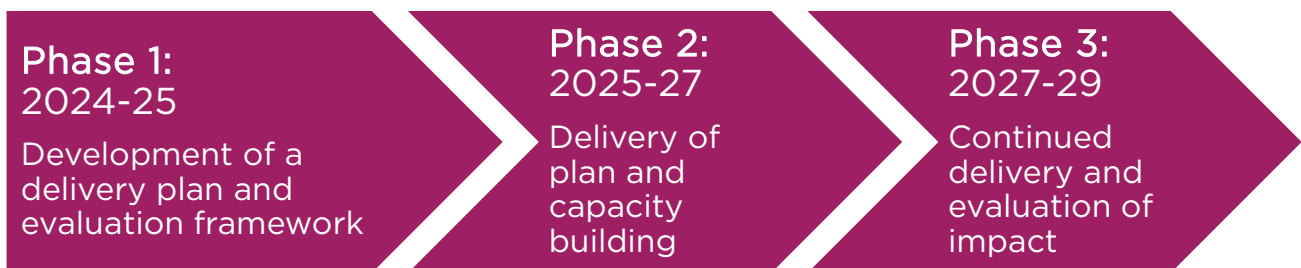 Phase 1:
2024-25
Development of a
delivery plan and
evaluation framework
Phase 2:
2025-27
Delivery of
plan and
capacity
building
Phase 3:
2027-29
Continued
delivery and
evaluation of
impact